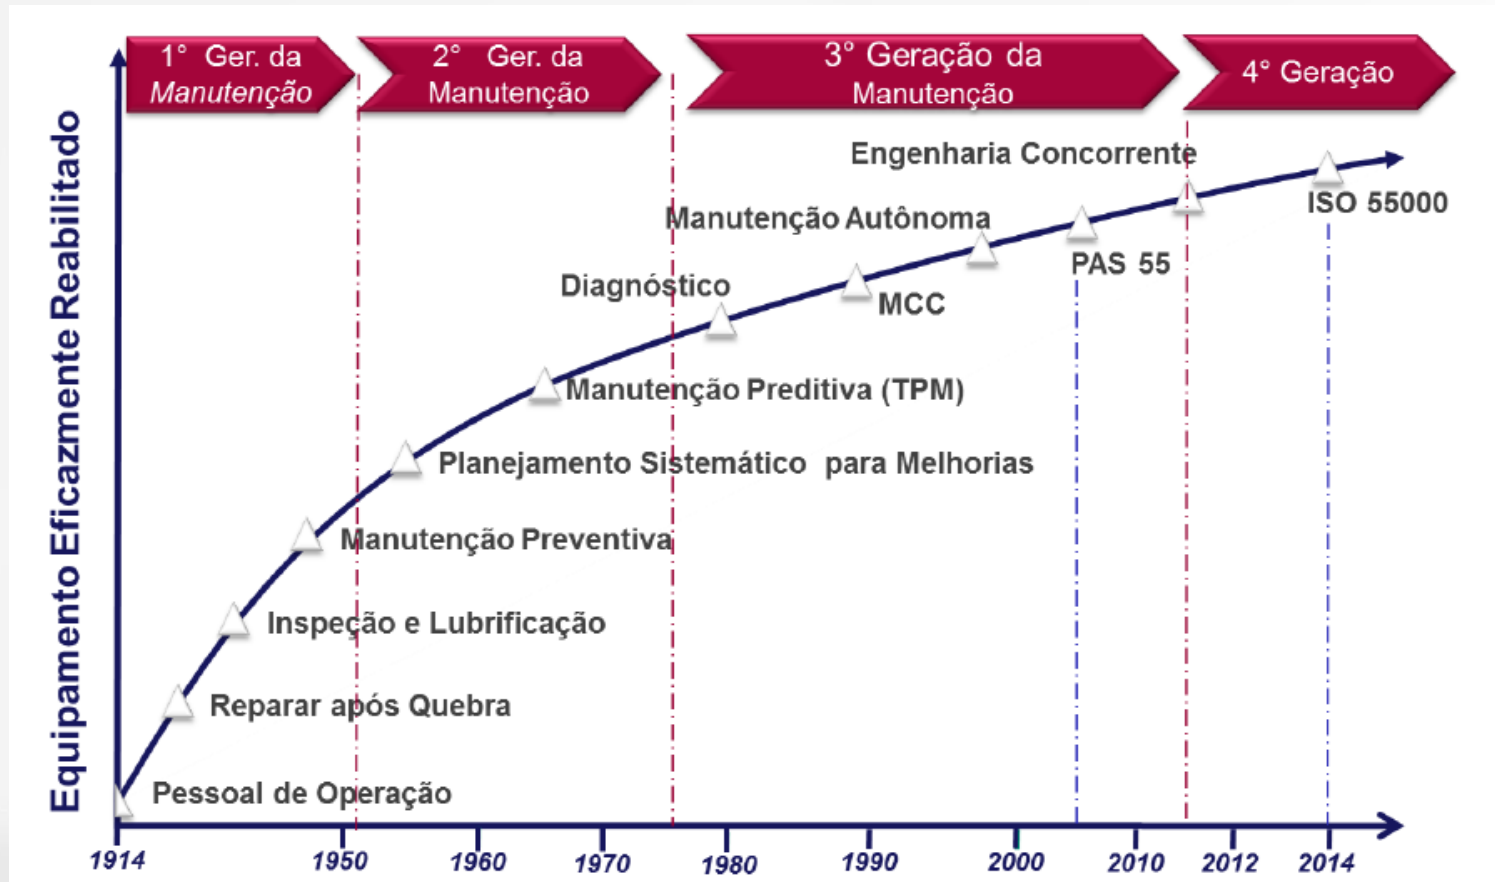 1° Ger. da
Manutenção
2° Ger. da
Manutenção
3° Geração da
Manutenção
4° Geração
Equipamento Eficazmente Reabilitado
Engenharia Concorrente
ISO 55000
Manutenção Autônoma
PAS 55
Diagnóstico
MCC
Manutenção Preditiva (TPM)
Planejamento Sistemático para Melhorias
Manutenção Preventiva
Inspeção e Lubrificação
Reparar após Quebra
Pessoal de Operação
1914
1950
1960
1970
1980
1990
2000
2010
2012
2014